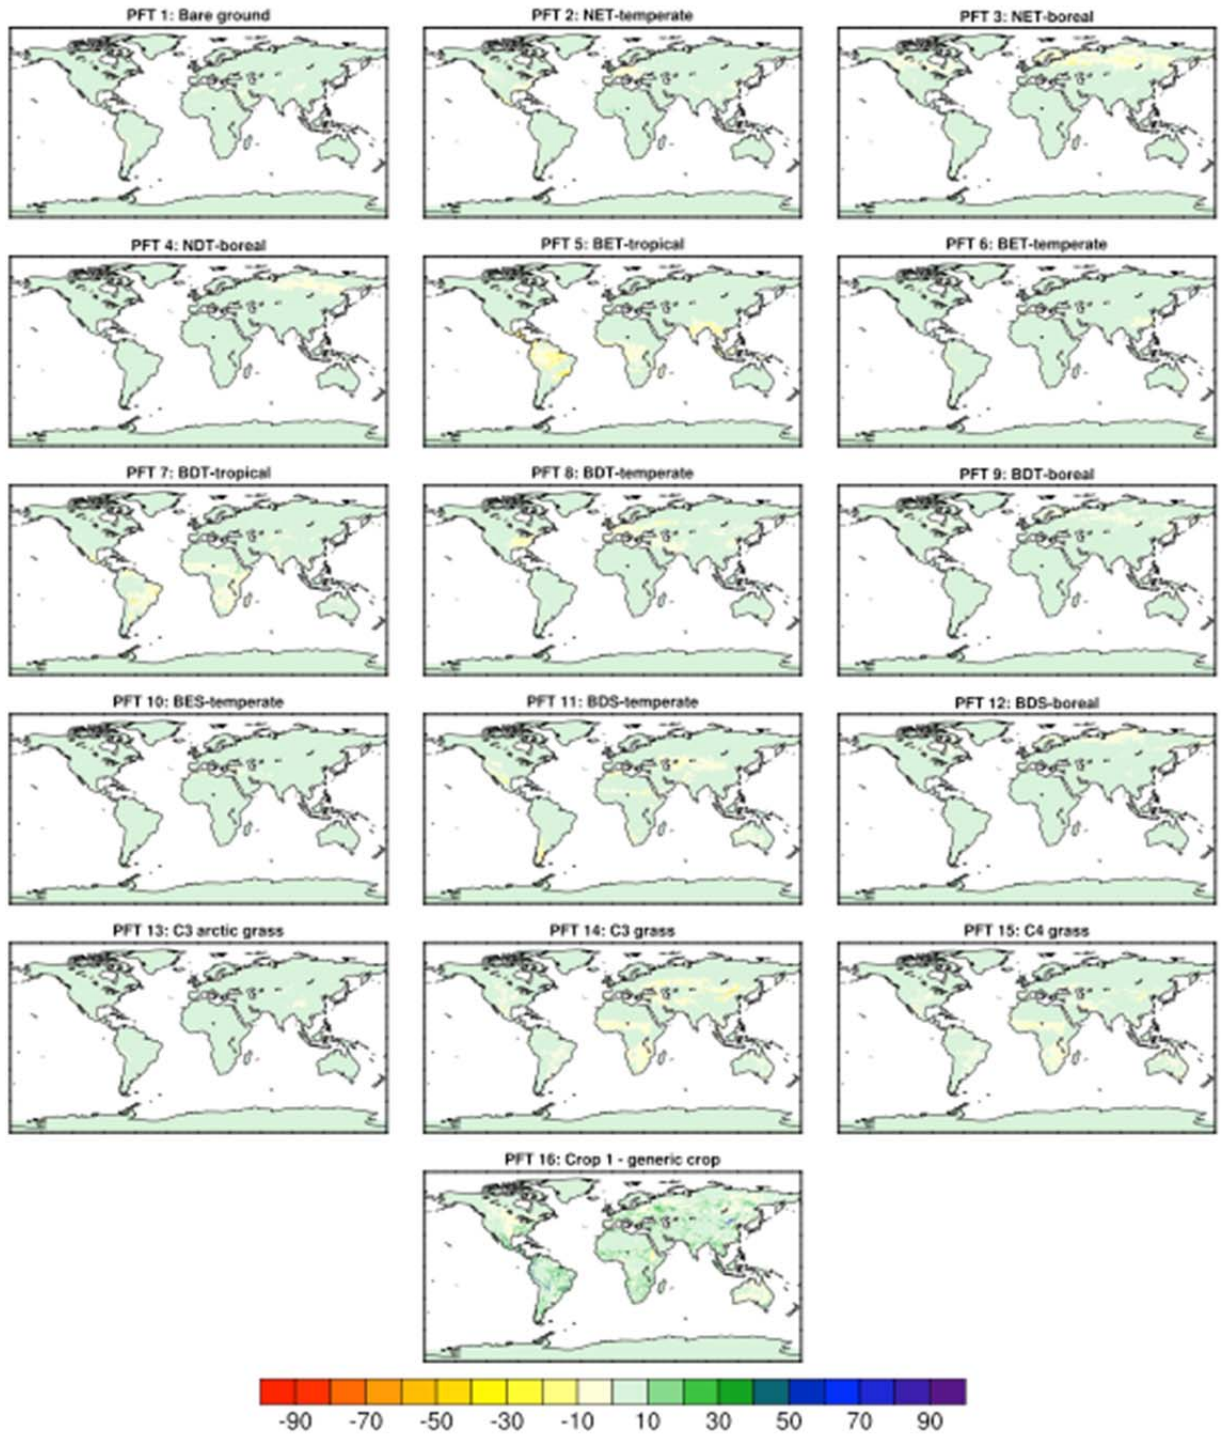 PFT 1: Bare ground
PFT 2: NET-temperate
PFT 3: NET-boreal
PFT 4: NDT-boreal
PFT 5: BET-tropical
PFT 6: BET-temperate
PFT 7: BDT-tropical
PFT 8: BDT-temperate
PFT 9: BDT-boreal
PFT 10: BES-temperate
PFT 11: BDS-temperate
PFT 12: BDS-boreal
PFT 13: C3 arctic grass
PFT 14: C3 grass
PFT 15: C4 grass
PFT 16: Crop 1 - generic crop
-90 -70 -50 -30 -10 10 30 50 70 90